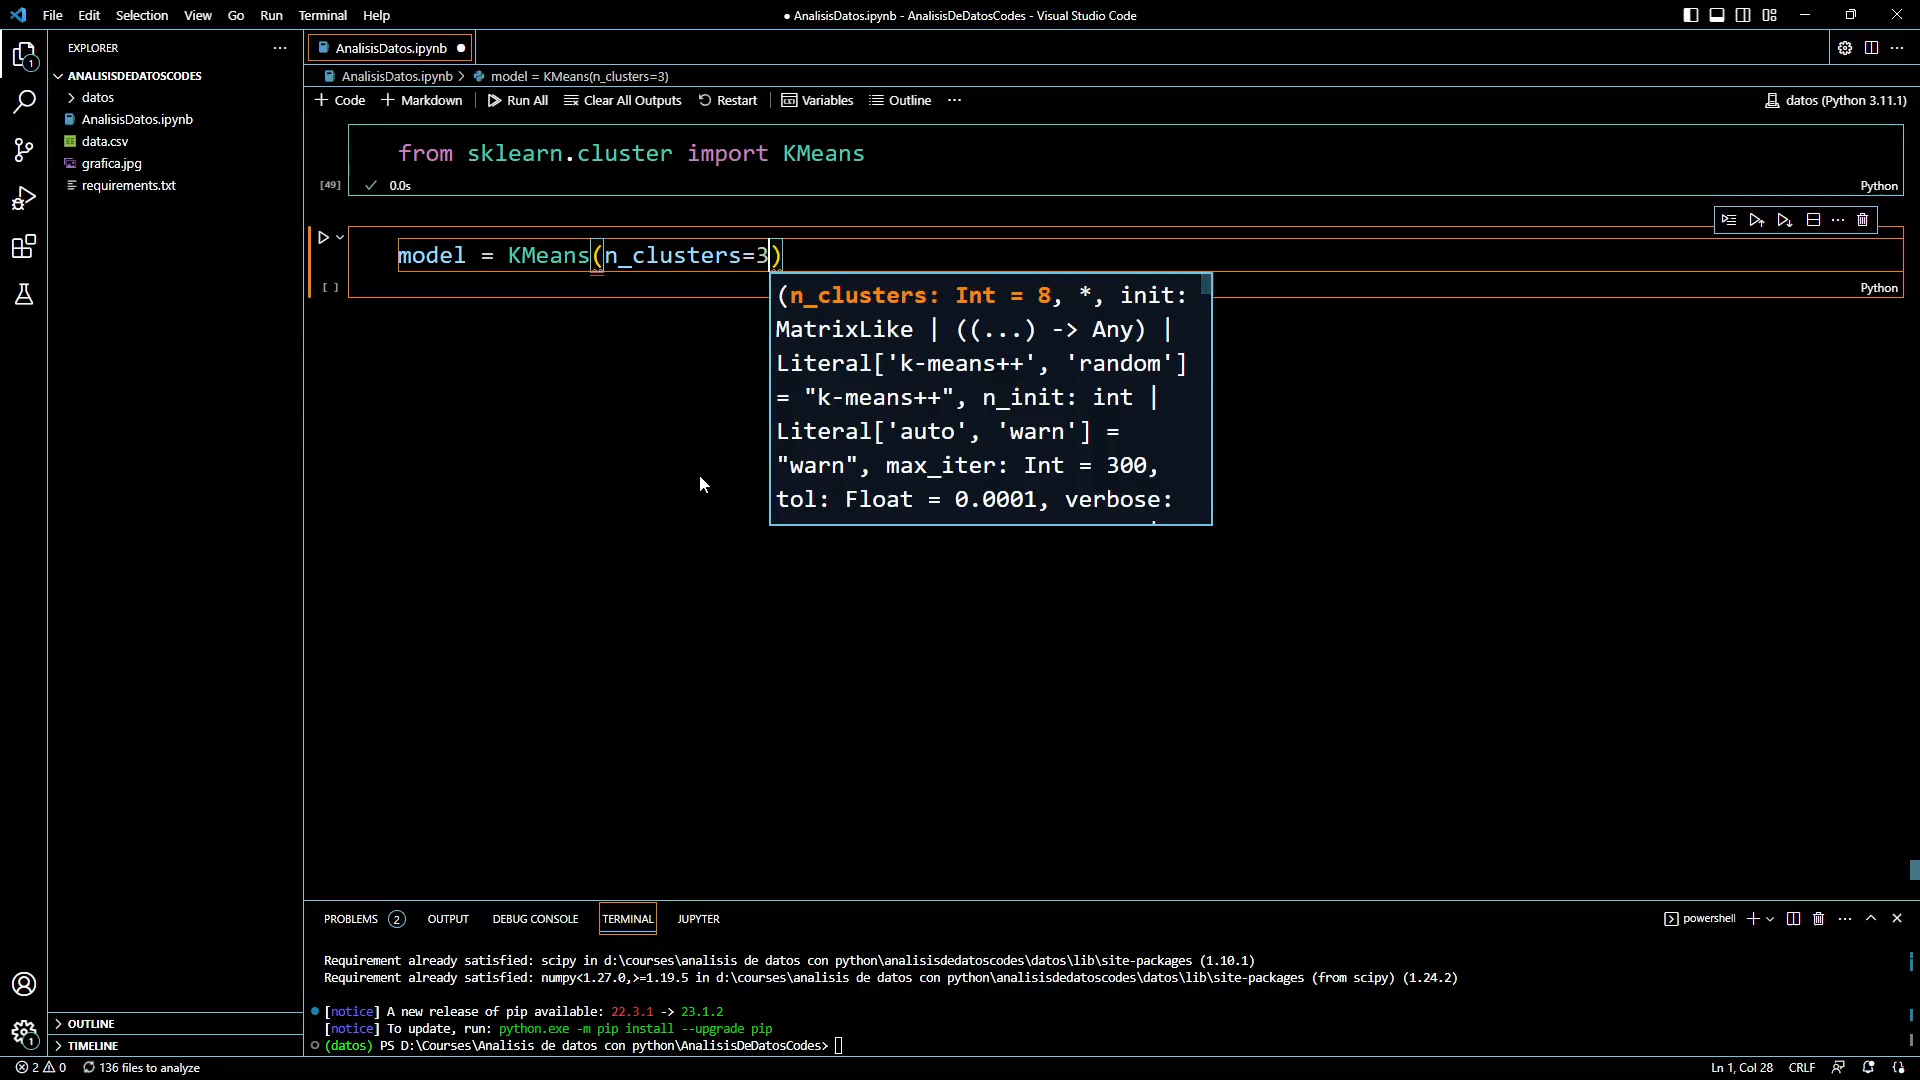 File Edit Selection View Go Run Terminal Help
● AnalisisDatos.ipynb - AnalisisDeDatosCodes - Visual Studio Code
EXPLORER
ANALISISDEDATOSCODES
datos
AnalisisDatos.ipynb
data.csv
grafica.jpg
requirements.txt
OUTLINE
TIMELINE
AnalisisDatos.ipynb ●
AnalisisDatos.ipynb > model = KMeans(n_clusters=3)
+ Code + Markdown Run All Clear All Outputs Restart Variables Outline ···
datos (Python 3.11.1)
from sklearn.cluster import KMeans
[49] ✓ 0.0s Python
model = KMeans(n_clusters=3)
[ ] Python
(n_clusters: Int = 8, *, init:
MatrixLike | ((...) -> Any) |
Literal['k-means++', 'random']
= "k-means++", n_init: int |
Literal['auto', 'warn'] =
"warn", max_iter: Int = 300,
tol: Float = 0.0001, verbose:
PROBLEMS 2 OUTPUT DEBUG CONSOLE TERMINAL JUPYTER
powershell
Requirement already satisfied: scipy in d:\courses\analisis de datos con python\analisisdedatoscodes\datos\lib\site-packages (1.10.1)
Requirement already satisfied: numpy<1.27.0,>=1.19.5 in d:\courses\analisis de datos con python\analisisdedatoscodes\datos\lib\site-packages (from scipy) (1.24.2)
[notice] A new release of pip available: 22.3.1 -> 23.1.2
[notice] To update, run: python.exe -m pip install --upgrade pip
(datos) PS D:\Courses\Analisis de datos con python\AnalisisDeDatosCodes>
1
1
2 0 136 files to analyze
Ln 1, Col 28 CRLF